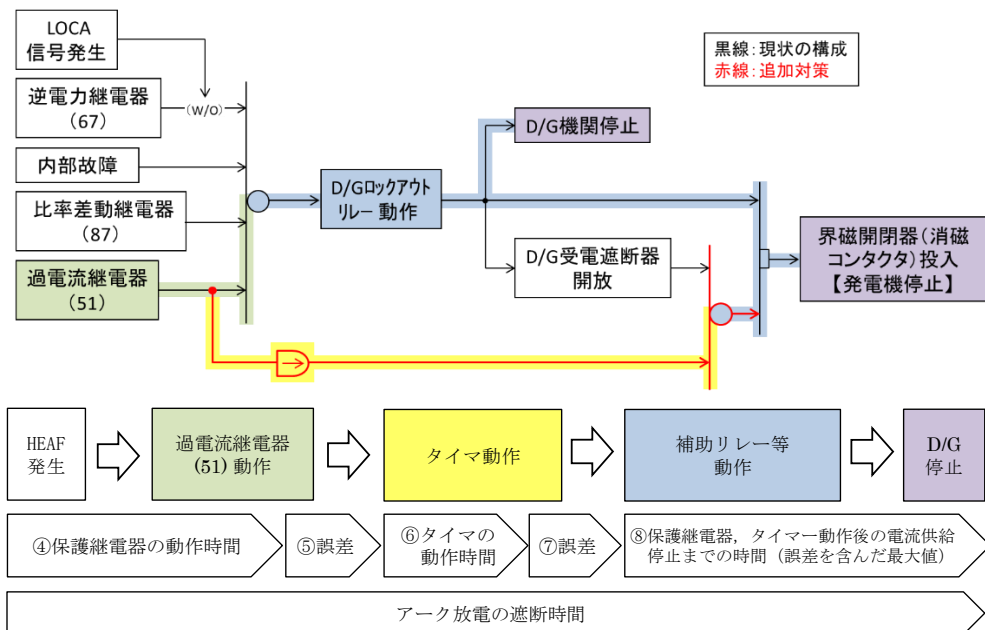 LOCA
信号発生
逆電力継電器
(67)
(w/o)
内部故障
比率差動継電器
(87)
過電流継電器
(51)
D/Gロックアウト
リレー動作
D/G機関停止
D/G受電遮断器
開放
黒線:現状の構成
赤線:追加対策
界磁開閉器(消磁
コンタクタ)投入
【発電機停止】
HEAF
発生
過電流継電器
(51)動作
タイマ動作
補助リレー等
動作
D/G
停止
④保護継電器の動作時間
⑤誤差
⑥タイマの
動作時間
⑦誤差
⑧保護継電器,タイマー動作後の電流供給
停止までの時間(誤差を含んだ最大値)
アーク放電の遮断時間